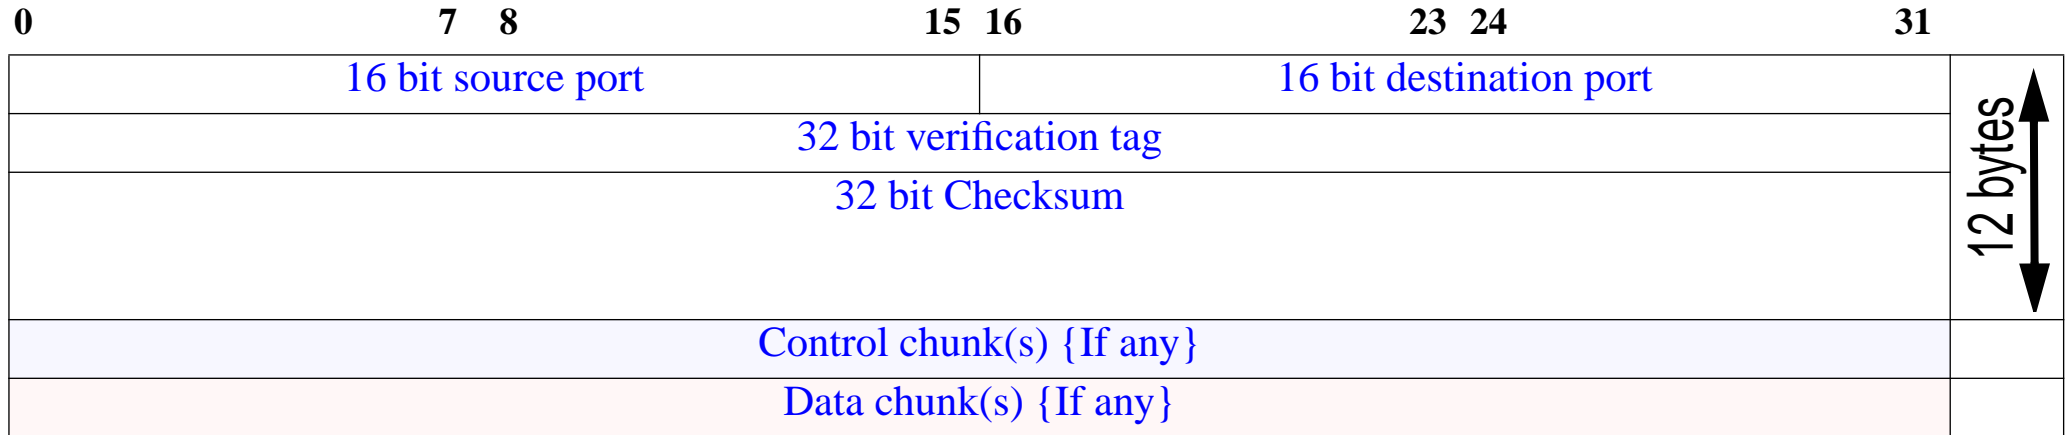 0 7 8 15 16 23 24 31
16 bit source port 16 bit destination port
32 bit verification tag
32 bit Checksum
12 bytes
Control chunk(s) {If any}
Data chunk(s) {If any}